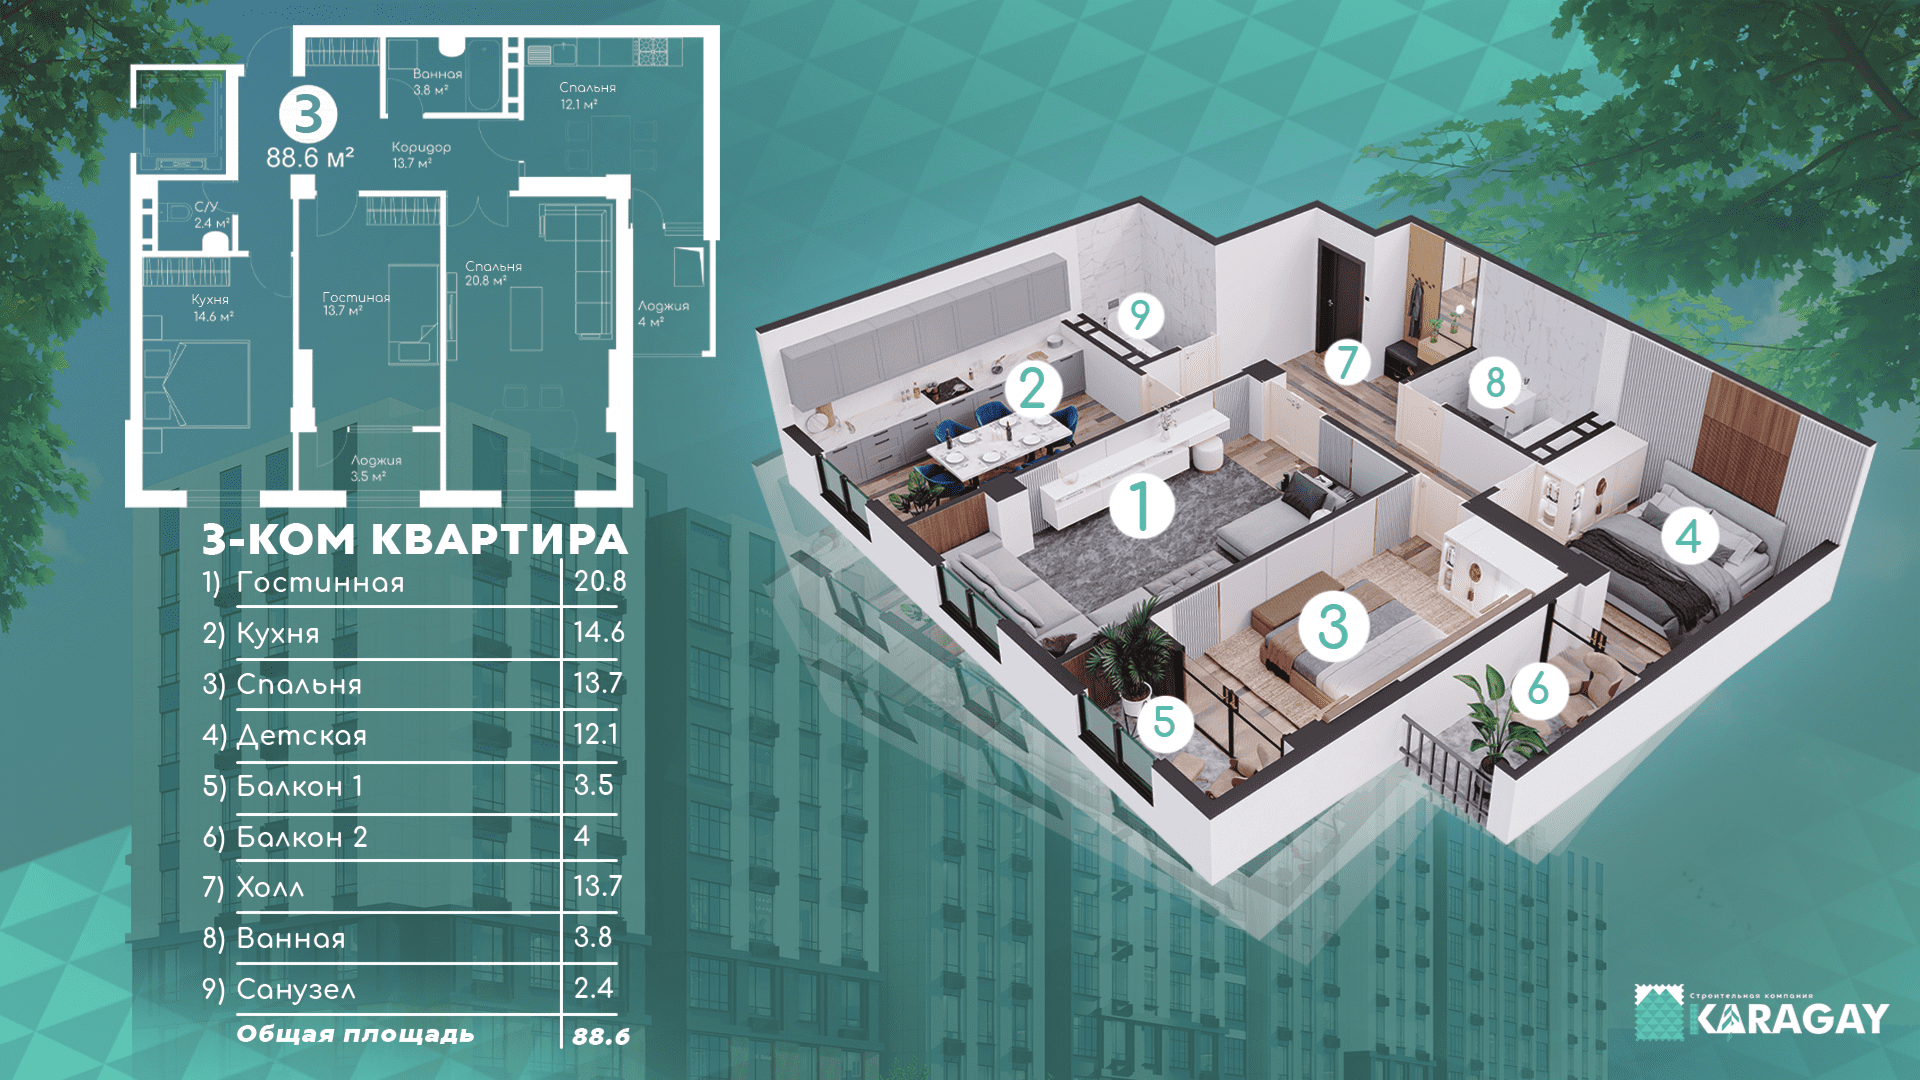 Ванная
3.8 м²
Спальня
12.1 м²
3
88.6 м²
Коридор
13.7 м²
С/У
2.4 м²
Спальня
20.8 м²
Кухня
14.6 м²
Гостиная
13.7 м²
Лоджия
4 м²
Лоджия
3.5 м²
3-КОМ КВАРТИРА
1) Гостинная 20.8
2) Кухня 14.6
3) Спальня 13.7
4) Детская 12.1
5) Балкон 1 3.5
6) Балкон 2 4
7) Холл 13.7
8) Ванная 3.8
9) Санузел 2.4
Общая площадь 88.6
9
7
2
8
1
4
3
6
5
Строительная компания
KARAGAY